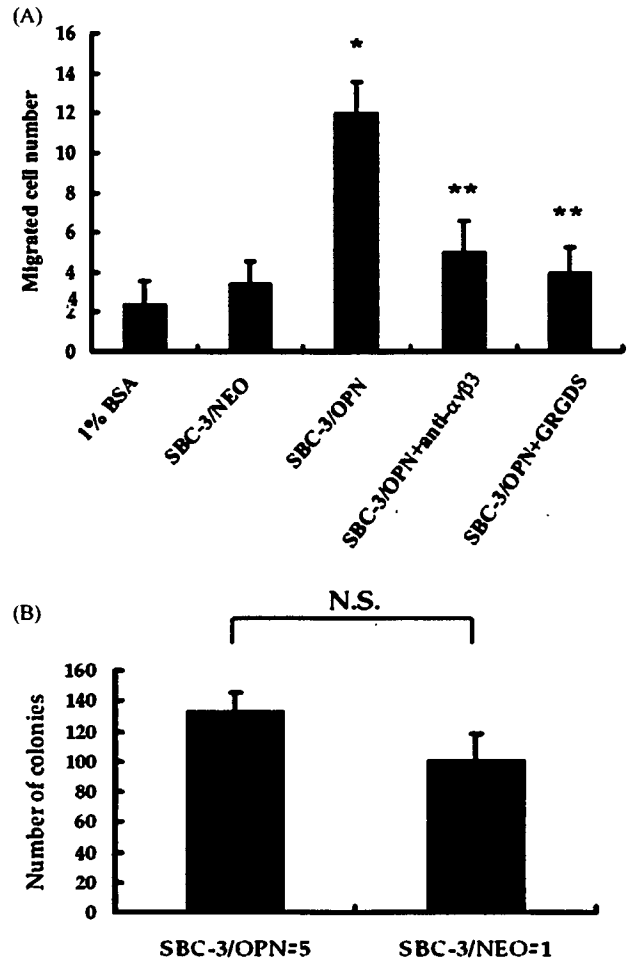 (A)
Migrated cell number
16
14
12
10
8
6
4
4
2
0
*
**
**
1% BSA
SBC-3/NEO
SBC-3/OPN
SBC-3/OPN+anti-αvβ3
SBC-3/OPN+GRGDS
(B)
N.S.
Number of colonies
160
140
120
100
80
60
40
20
0
SBC-3/OPN=5
SBC-3/NEO=1